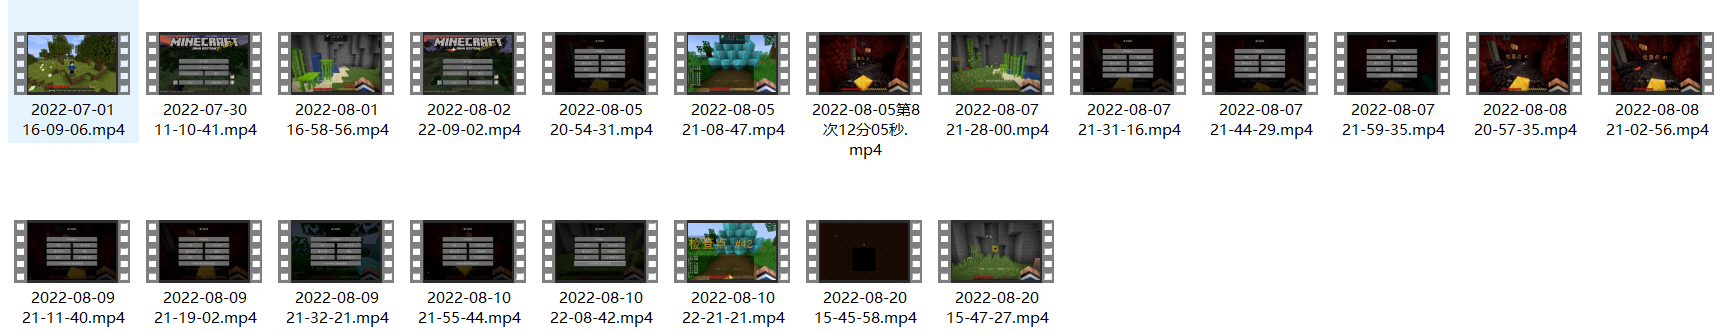 MINECRAFT
MINECRAFT
2022-07-01
16-09-06.mp4
2022-07-30
11-10-41.mp4
2022-08-01
16-58-56.mp4
2022-08-02
22-09-02.mp4
2022-08-05
20-54-31.mp4
2022-08-05
21-08-47.mp4
2022-08-05第8
次12分05秒.
mp4
2022-08-07
21-28-00.mp4
2022-08-07
21-31-16.mp4
2022-08-07
21-44-29.mp4
2022-08-07
21-59-35.mp4
2022-08-08
20-57-35.mp4
2022-08-08
21-02-56.mp4
检查点 #42
2022-08-09
21-11-40.mp4
2022-08-09
21-19-02.mp4
2022-08-09
21-32-21.mp4
2022-08-10
21-55-44.mp4
2022-08-10
22-08-42.mp4
2022-08-10
22-21-21.mp4
2022-08-20
15-45-58.mp4
2022-08-20
15-47-27.mp4